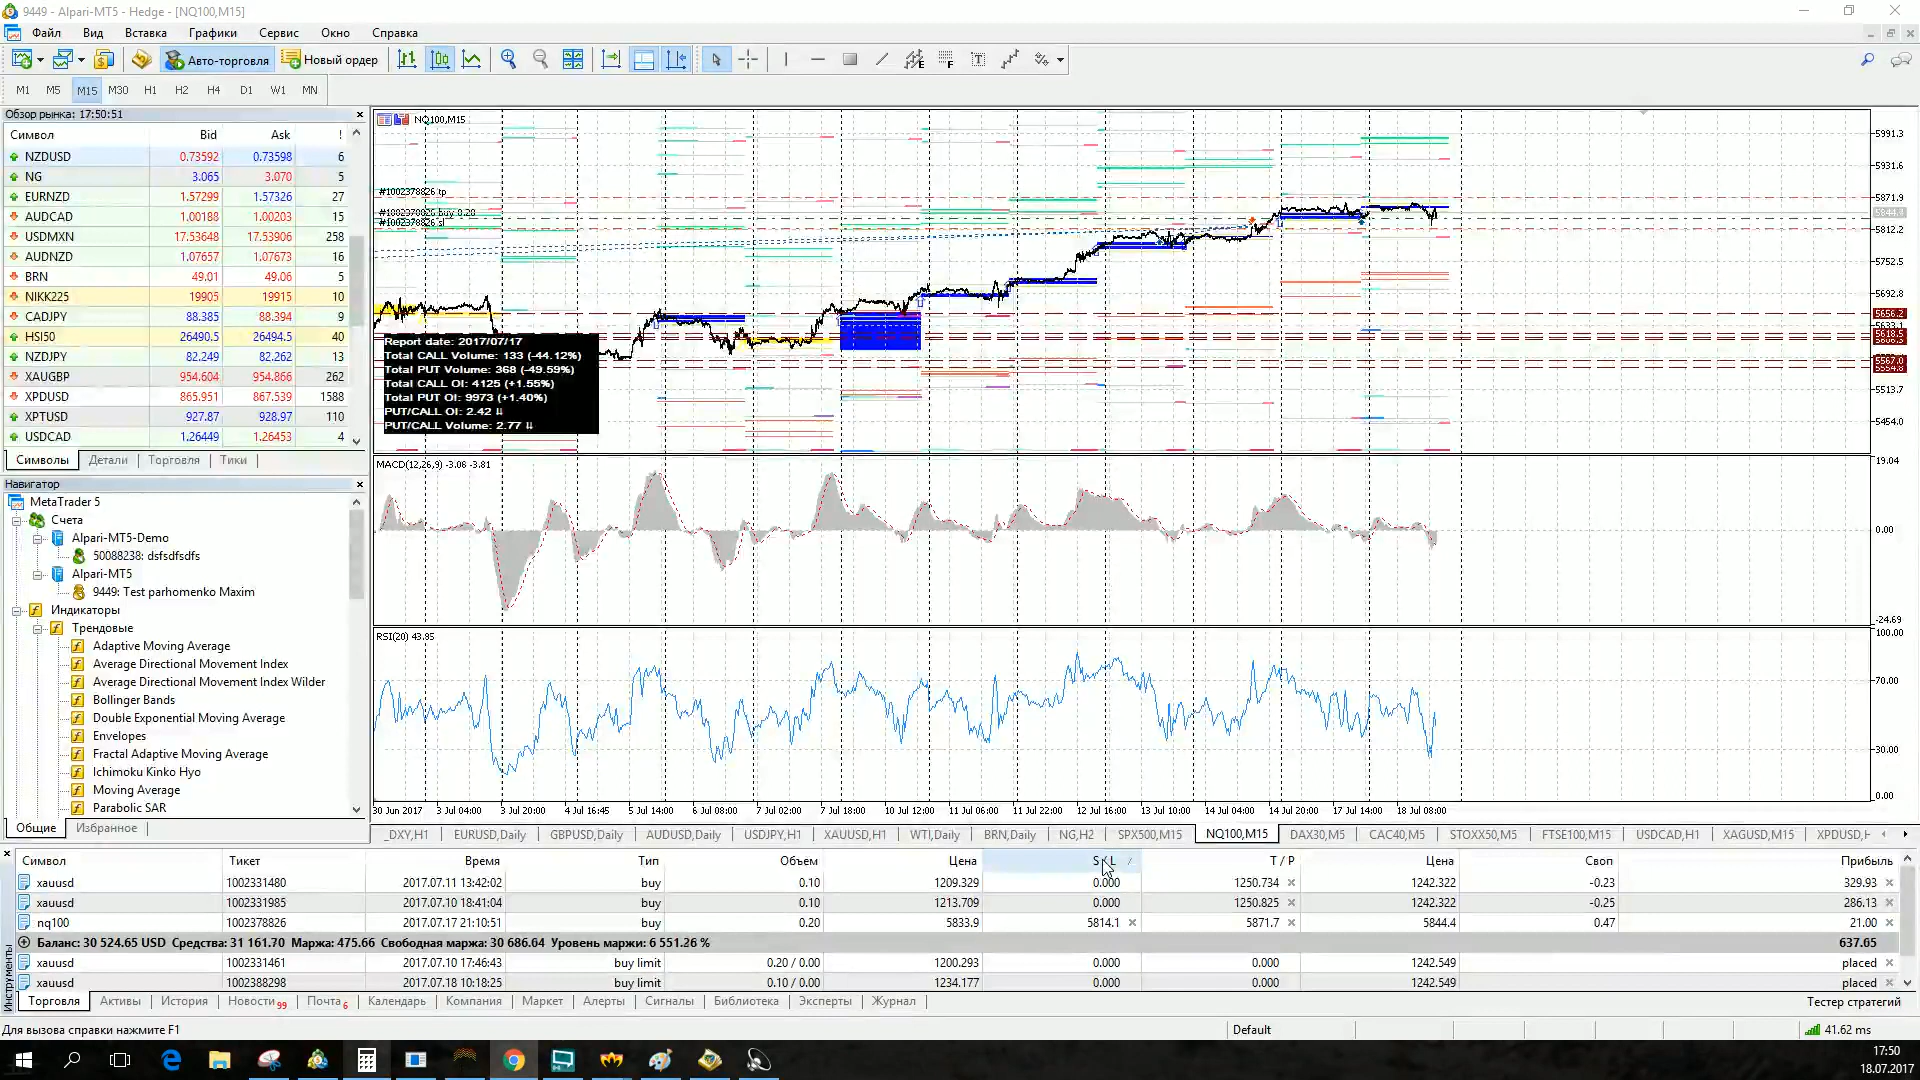 9449 - Alpari-MT5 - Hedge - [NQ100,M15]
Файл Вид Вставка Графики Сервис Окно Справка
Авто-торговля Новый ордер
M1 M5 M15 M30 H1 H2 H4 D1 W1 MN
Обзор рынка: 17:50:51
Символ Bid Ask !
NZDUSD 0.73592 0.73598 6
NG 3.065 3.070 5
EURNZD 1.57299 1.57326 27
AUDCAD 1.00188 1.00203 15
USDMXN 17.53648 17.53906 258
AUDNZD 1.07657 1.07673 16
BRN 49.01 49.06 5
NIKK225 19905 19915 10
CADJPY 88.385 88.394 9
HSI50 26490.5 26494.5 40
NZDJPY 82.249 82.262 13
XAUGBP 954.604 954.866 262
XPDUSD 865.951 867.539 1588
XPTUSD 927.87 928.97 110
USDCAD 1.26449 1.26453 4
Символы Детали Торговля Тики
Навигатор
MetaTrader 5
Счета
Alpari-MT5-Demo
50088238: dsfsdfsdfs
Alpari-MT5
9449: Test parhomenko Maxim
Индикаторы
Трендовые
Adaptive Moving Average
Average Directional Movement Index
Average Directional Movement Index Wilder
Bollinger Bands
Double Exponential Moving Average
Envelopes
Fractal Adaptive Moving Average
Ichimoku Kinko Hyo
Moving Average
Parabolic SAR
Общие Избранное
NQ100,M15
#1002378826 tp
#1002378826 buy 0.20
#1002378826 sl
Report date: 2017/07/17
Total CALL Volume: 133 (-44.12%)
Total PUT Volume: 368 (-49.59%)
Total CALL OI: 4125 (+1.55%)
Total PUT OI: 9973 (+1.40%)
PUT/CALL OI: 2.42 ⇊
PUT/CALL Volume: 2.77 ⇊
5991.3
5931.6
5871.9
5844.4
5812.2
5752.5
5692.8
5656.2
5618.5
5567.0
5554.8
5513.7
5454.0
MACD(12,26,9) -3.06 -3.81
19.04
0.00
-24.69
RSI(20) 43.85
100.00
70.00
30.00
0.00
30 Jun 2017 3 Jul 04:00 3 Jul 20:00 4 Jul 16:45 5 Jul 14:00 6 Jul 08:00 7 Jul 02:00 7 Jul 18:00 10 Jul 12:00 11 Jul 06:00 11 Jul 22:00 12 Jul 16:00 13 Jul 10:00 14 Jul 04:00 14 Jul 20:00 17 Jul 14:00 18 Jul 08:00
_DXY,H1 EURUSD,Daily GBPUSD,Daily AUDUSD,Daily USDJPY,H1 XAUUSD,H1 WTI,Daily BRN,Daily NG,H2 SPX500,M15 NQ100,M15 DAX30,M5 CAC40,M5 STOXX50,M5 FTSE100,M15 USDCAD,H1 XAGUSD,M15 XPDUSD,H
Символ Тикет Время Тип Объем Цена S / L T / P Цена Своп Прибыль
xauusd 1002331480 2017.07.11 13:42:02 buy 0.10 1209.329 0.000 1250.734 1242.322 -0.23 329.93
xauusd 1002331985 2017.07.10 18:41:04 buy 0.10 1213.709 0.000 1250.825 1242.322 -0.25 286.13
nq100 1002378826 2017.07.17 21:10:51 buy 0.20 5833.9 5814.1 5871.7 5844.4 0.47 21.00
Баланс: 30 524.65 USD Средства: 31 161.70 Маржа: 475.66 Свободная маржа: 30 686.04 Уровень маржи: 6 551.26 % 637.05
xauusd 1002331461 2017.07.10 17:46:43 buy limit 0.20 / 0.00 1200.293 0.000 0.000 1242.549 placed
xauusd 1002388298 2017.07.18 10:18:25 buy limit 0.10 / 0.00 1234.177 0.000 0.000 1242.549 placed
Инструменты
Торговля Активы История Новости 99 Почта 6 Календарь Компания Маркет Алерты Сигналы Библиотека Эксперты Журнал Тестер стратегий
Для вызова справки нажмите F1 Default 41.62 ms
17:50
18.07.2017